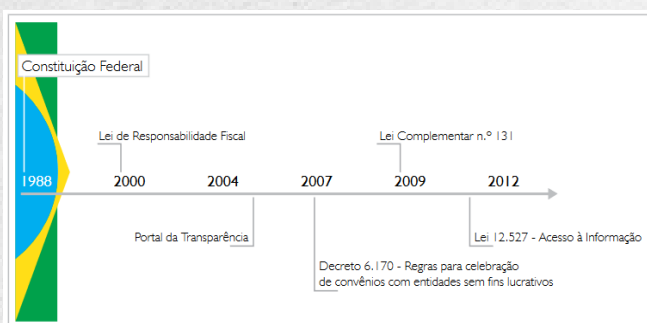 Constituição Federal
Lei de Responsabilidade Fiscal
Lei Complementar n.º 131
1988
2000
2004
2007
2009
2012
Portal da Transparência
Lei 12.527 - Acesso à Informação
Decreto 6.170 - Regras para celebração
de convênios com entidades sem fins lucrativos